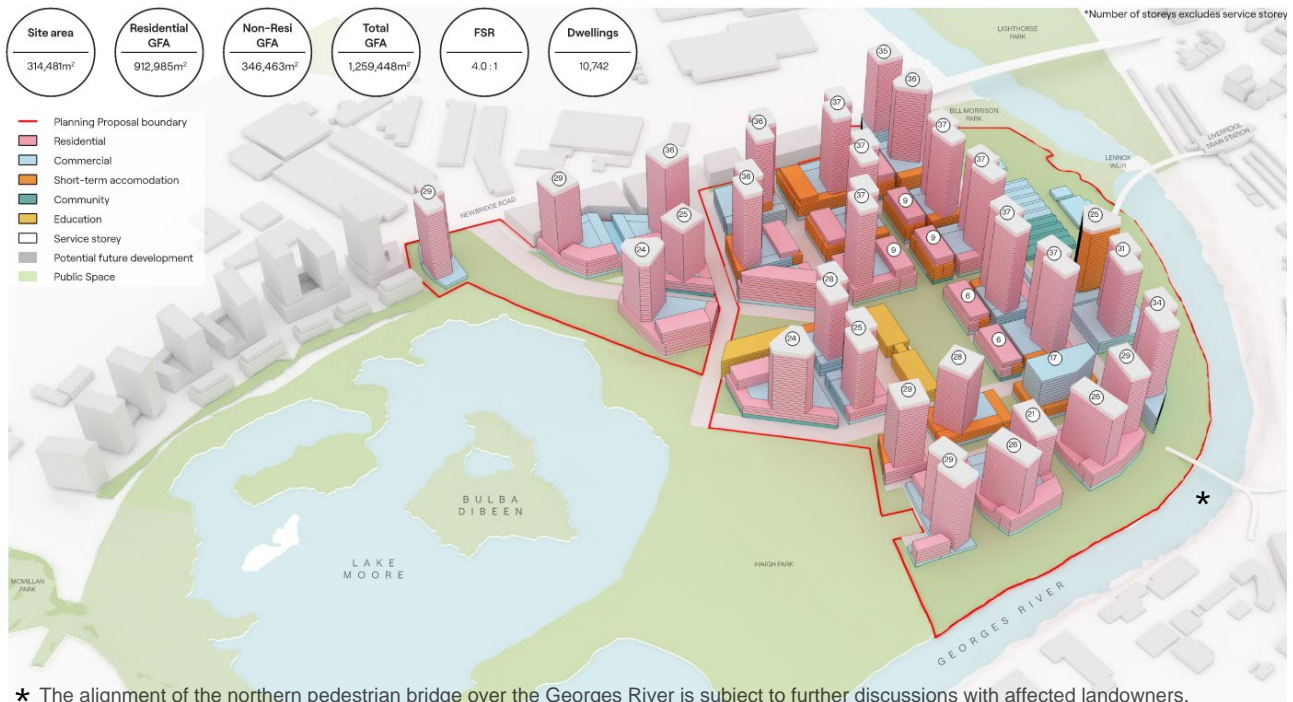 Site area
314,481m²
Residential
GFA
912,985m²
Non-Resi
GFA
346,463m²
Total
GFA
1,259,448m²
FSR
4.0 : 1
Dwellings
10,742
*Number of storeys excludes service storey
Planning Proposal boundary
Residential
Commercial
Short-term accomodation
Community
Education
Service storey
Potential future development
Public Space
LIGHTHORSE
PARK
BILL MORRISON
PARK
LIVERPOOL
TRAIN STATION
LENNOX
WEIR
NEWBRIDGE ROAD
35
36
37
36
37
37
36
37
29
29
36
37
9
25
37
25
9
24
9
37
31
28
6
34
24
25
6
28
17
29
29
26
21
26
29
BULBA
DIBEEN
LAKE
MOORE
HAIGH PARK
MCMILLAN
PARK
GEORGES RIVER
*
* The alignment of the northern pedestrian bridge over the Georges River is subject to further discussions with affected landowners.